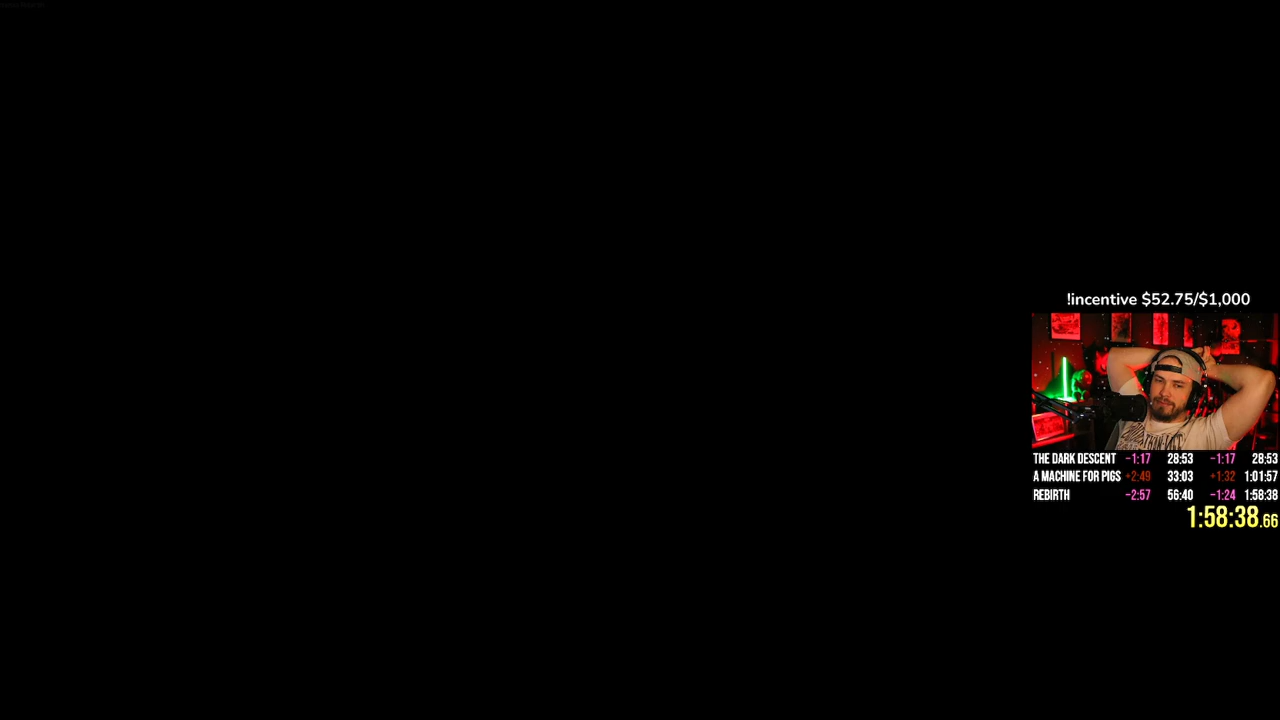 !incentive $52.75/$1,000
THE DARK DESCENT −1:17 28:53 −1:17 28:53
A MACHINE FOR PIGS +2:49 33:03 +1:32 1:01:57
REBIRTH −2:57 56:40 −1:24 1:58:38
1:58:38.66